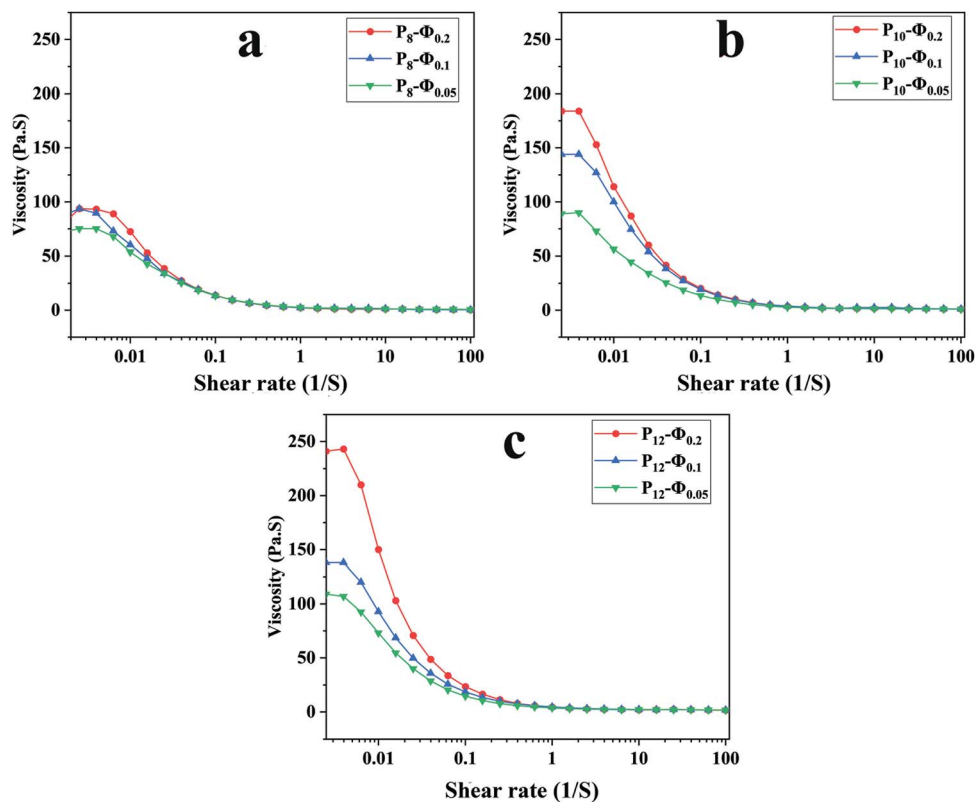 a
P₈-Φ₀.₂
P₈-Φ₀.₁
P₈-Φ₀.₀₅
250
200
150
100
50
0
Viscosity (Pa.S)
0.01 0.1 1 10 100
Shear rate (1/S)
b
P₁₀-Φ₀.₂
P₁₀-Φ₀.₁
P₁₀-Φ₀.₀₅
250
200
150
100
50
0
Viscosity (Pa.S)
0.01 0.1 1 10 100
Shear rate (1/S)
c
P₁₂-Φ₀.₂
P₁₂-Φ₀.₁
P₁₂-Φ₀.₀₅
250
200
150
100
50
0
Viscosity (Pa.S)
0.01 0.1 1 10 100
Shear rate (1/S)